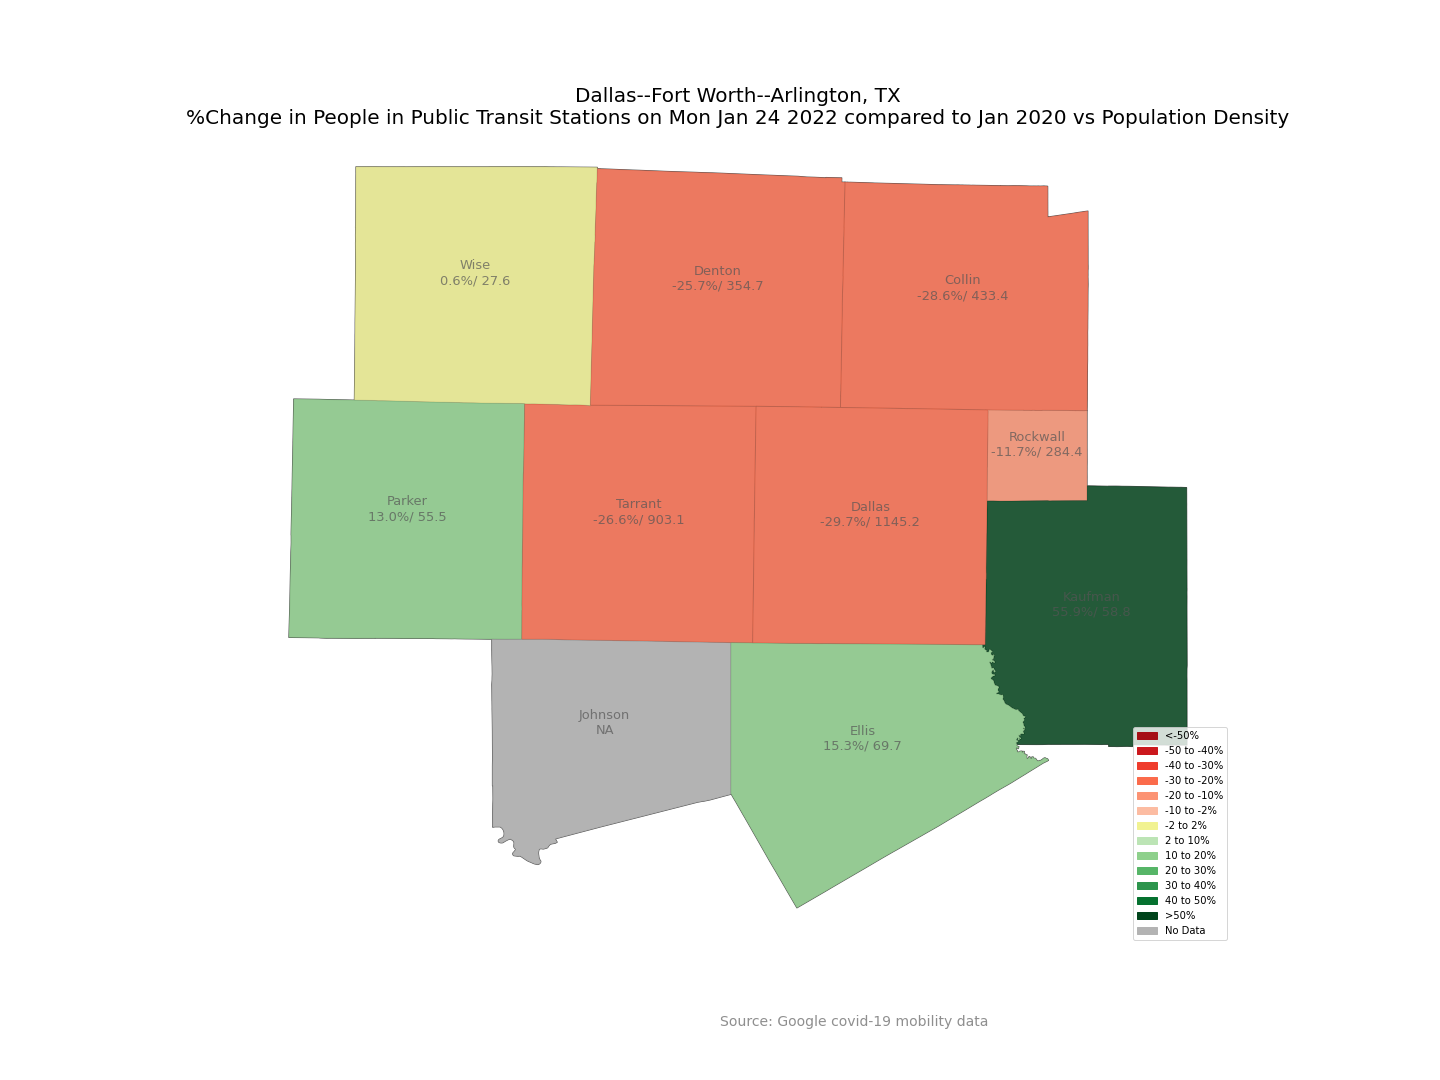 Dallas--Fort Worth--Arlington, TX
%Change in People in Public Transit Stations on Mon Jan 24 2022 compared to Jan 2020 vs Population Density
Wise
0.6%/ 27.6
Denton
-25.7%/ 354.7
Collin
-28.6%/ 433.4
Rockwall
-11.7%/ 284.4
Parker
13.0%/ 55.5
Tarrant
-26.6%/ 903.1
Dallas
-29.7%/ 1145.2
Kaufman
55.9%/ 58.8
Johnson
NA
Ellis
15.3%/ 69.7
<-50%
-50 to -40%
-40 to -30%
-30 to -20%
-20 to -10%
-10 to -2%
-2 to 2%
2 to 10%
10 to 20%
20 to 30%
30 to 40%
40 to 50%
>50%
No Data
Source: Google covid-19 mobility data